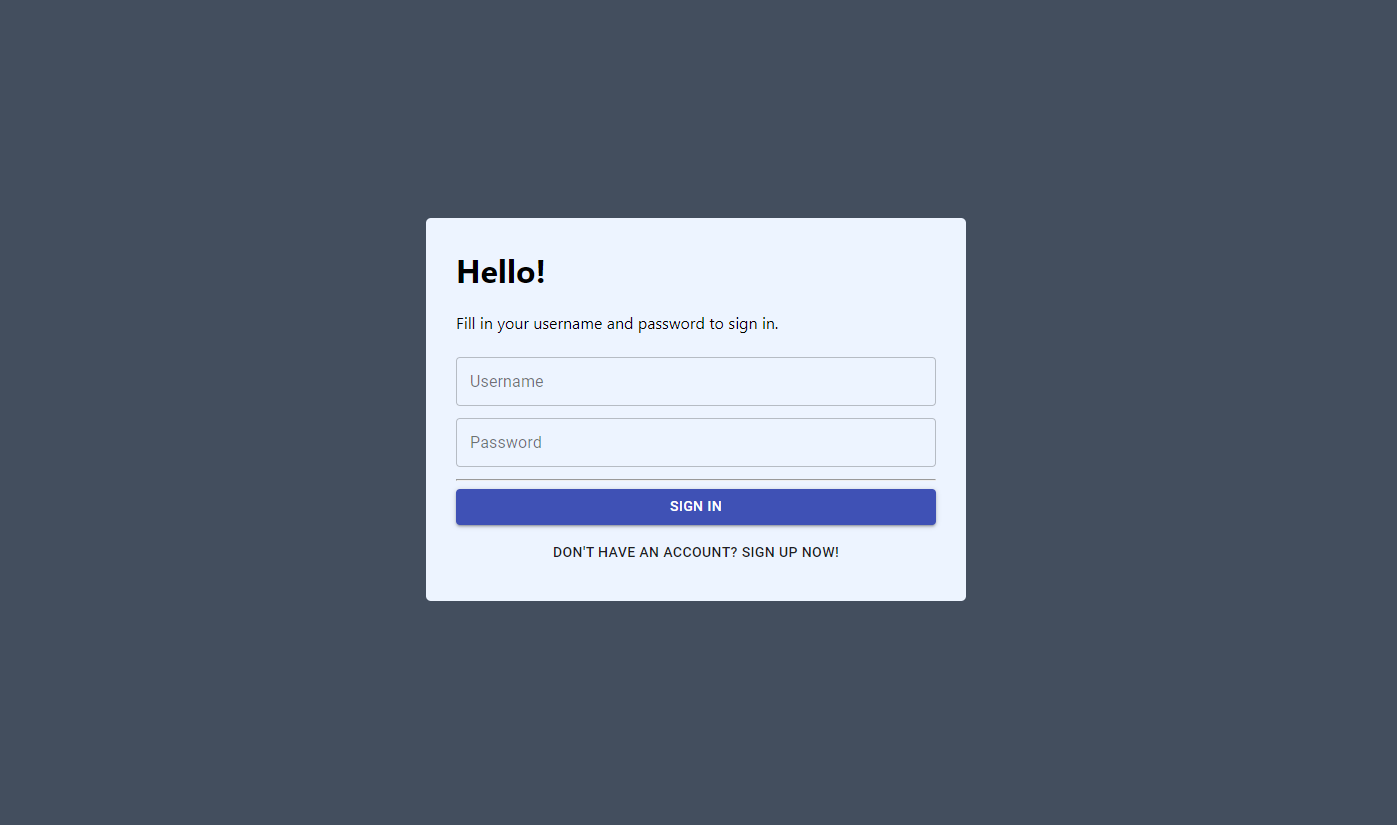 Hello!
Fill in your username and password to sign in.
Username
Password
SIGN IN
DON'T HAVE AN ACCOUNT? SIGN UP NOW!